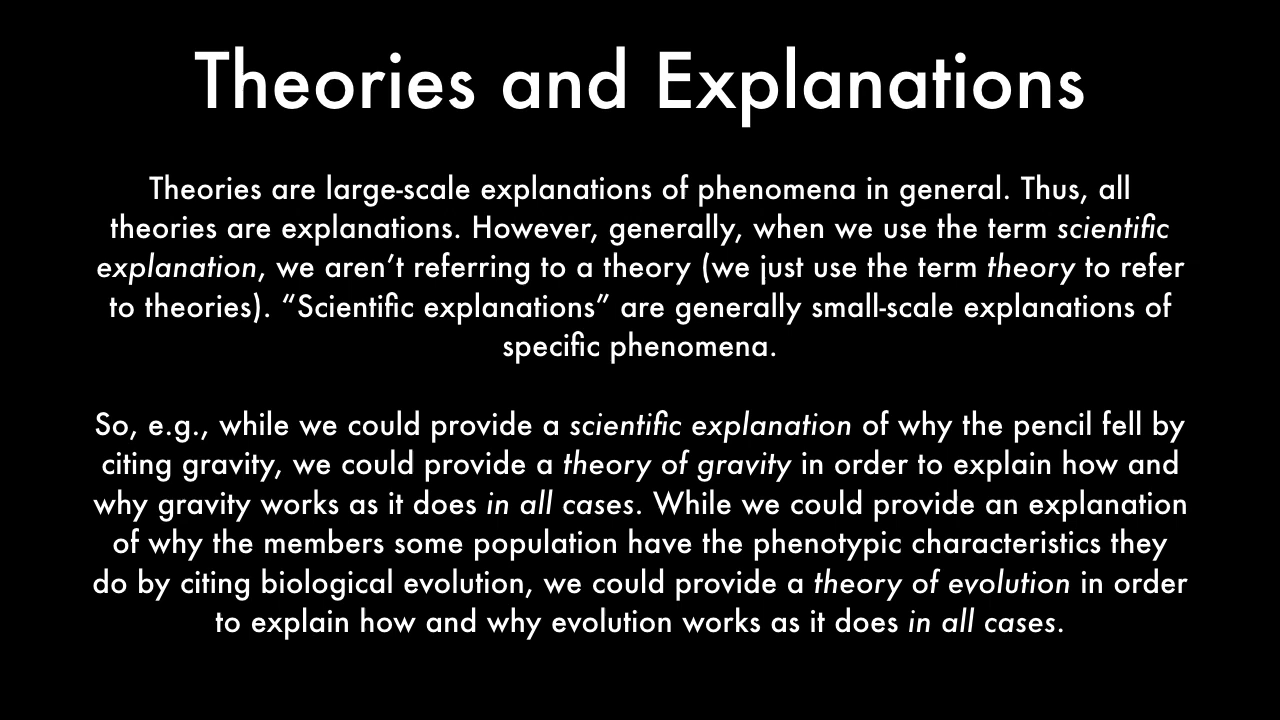 Theories and Explanations
Theories are large-scale explanations of phenomena in general. Thus, all
theories are explanations. However, generally, when we use the term scientific
explanation, we aren’t referring to a theory (we just use the term theory to refer
to theories). “Scientific explanations” are generally small-scale explanations of
specific phenomena.
So, e.g., while we could provide a scientific explanation of why the pencil fell by
citing gravity, we could provide a theory of gravity in order to explain how and
why gravity works as it does in all cases. While we could provide an explanation
of why the members some population have the phenotypic characteristics they
do by citing biological evolution, we could provide a theory of evolution in order
to explain how and why evolution works as it does in all cases.